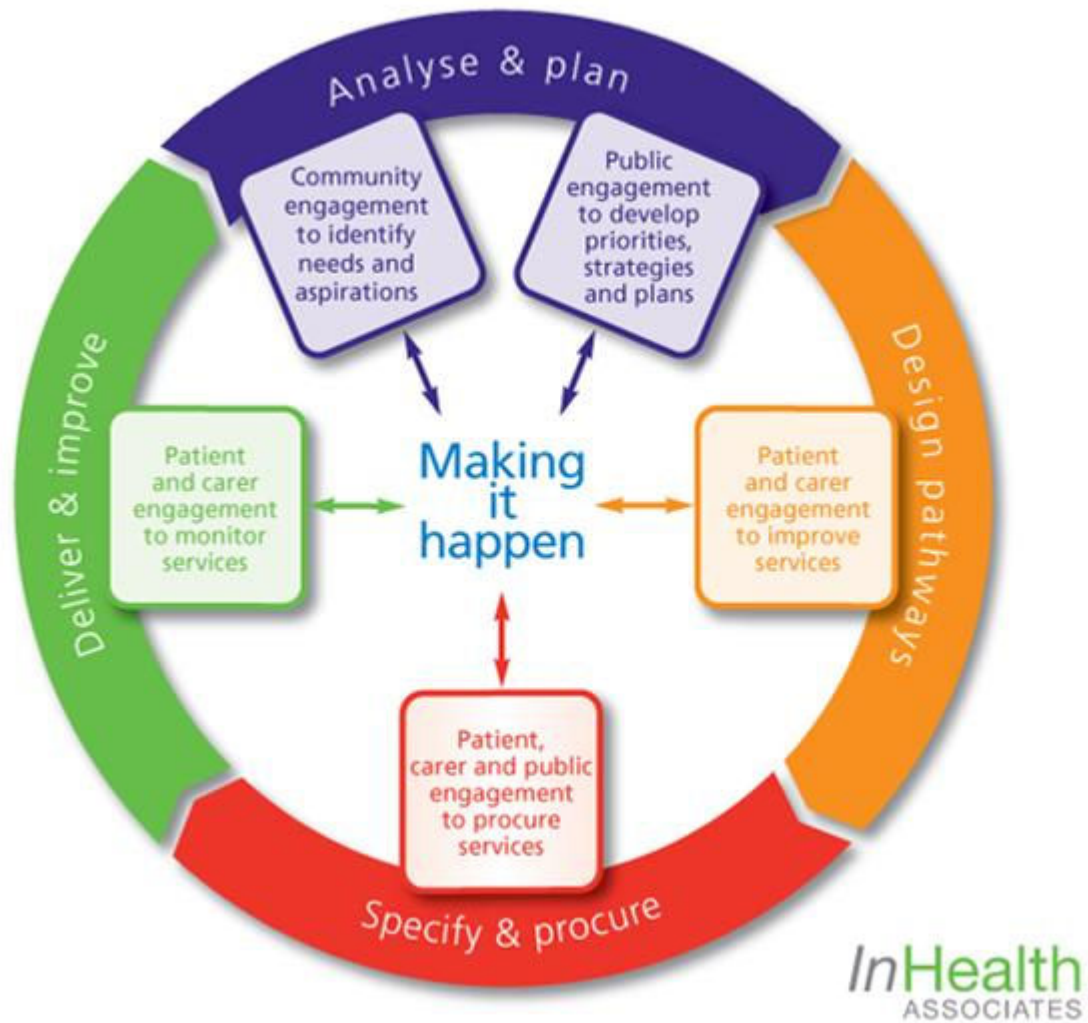 Analyse & plan
Community
engagement
to identify
needs and
aspirations
Public
engagement
to develop
priorities,
strategies
and plans
Design pathways
Patient
and carer
engagement
to improve
services
Specify & procure
Patient,
carer and public
engagement
to procure
services
Deliver & improve
Patient
and carer
engagement
to monitor
services
Making
it
happen
InHealth
ASSOCIATES